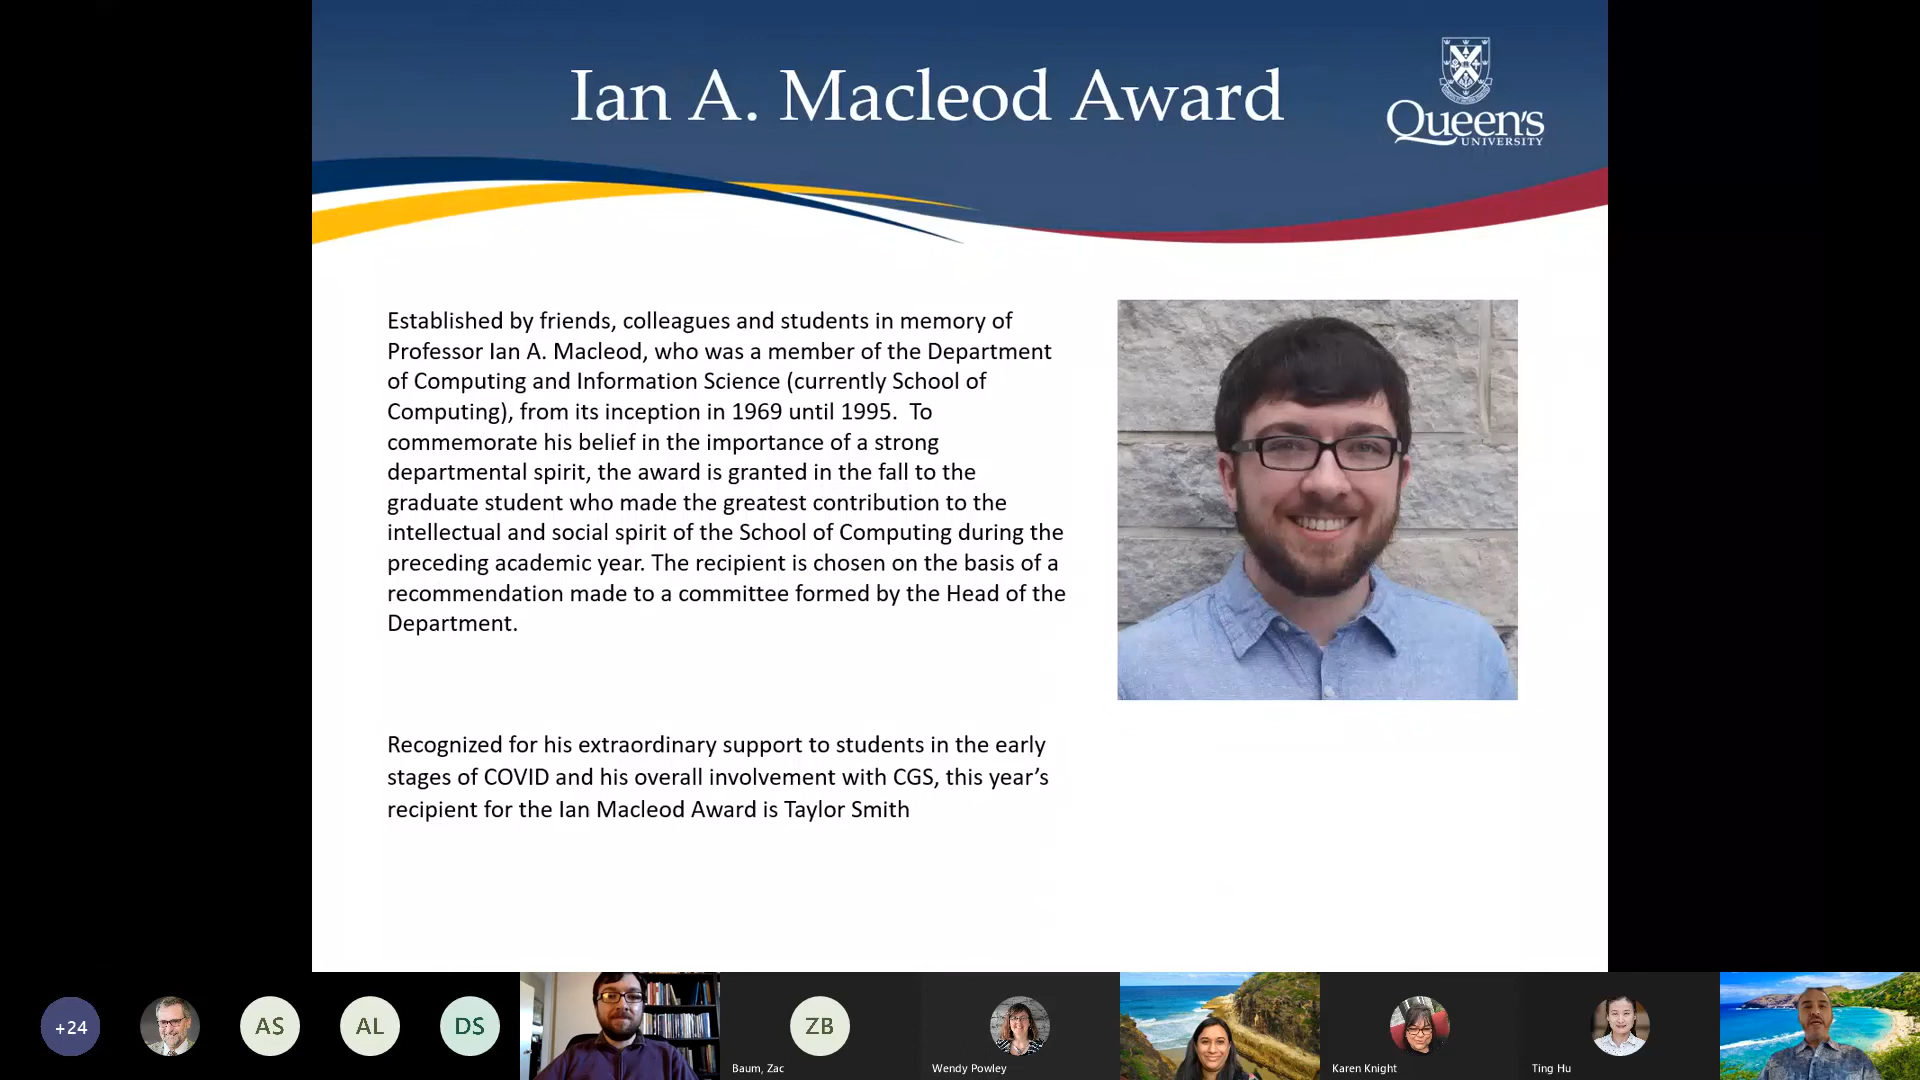 Ian A. Macleod Award
Queen's
UNIVERSITY
Established by friends, colleagues and students in memory of
Professor Ian A. Macleod, who was a member of the Department
of Computing and Information Science (currently School of
Computing), from its inception in 1969 until 1995.  To
commemorate his belief in the importance of a strong
departmental spirit, the award is granted in the fall to the
graduate student who made the greatest contribution to the
intellectual and social spirit of the School of Computing during the
preceding academic year. The recipient is chosen on the basis of a
recommendation made to a committee formed by the Head of the
Department.
Recognized for his extraordinary support to students in the early
stages of COVID and his overall involvement with CGS, this year's
recipient for the Ian Macleod Award is Taylor Smith
+24
AS
AL
DS
ZB
Baum, Zac
Wendy Powley
Karen Knight
Ting Hu